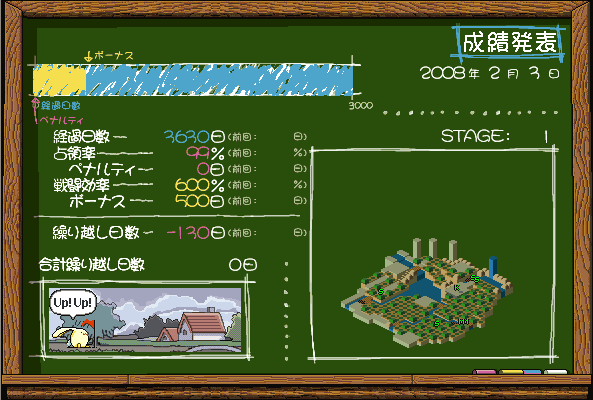 成績発表
2008年 2月 3日
ボーナス
経過日数
ペナルティ
3000
STAGE: 1
経過日数 3630日(前回: 日)
占領率 99%(前回: %)
ペナルティ 0日(前回: 日)
戦闘効率 600%(前回: %)
ボーナス 500日(前回: 日)
繰り越し日数 -130日(前回: 日)
合計繰り越し日数 0日
Up! Up!